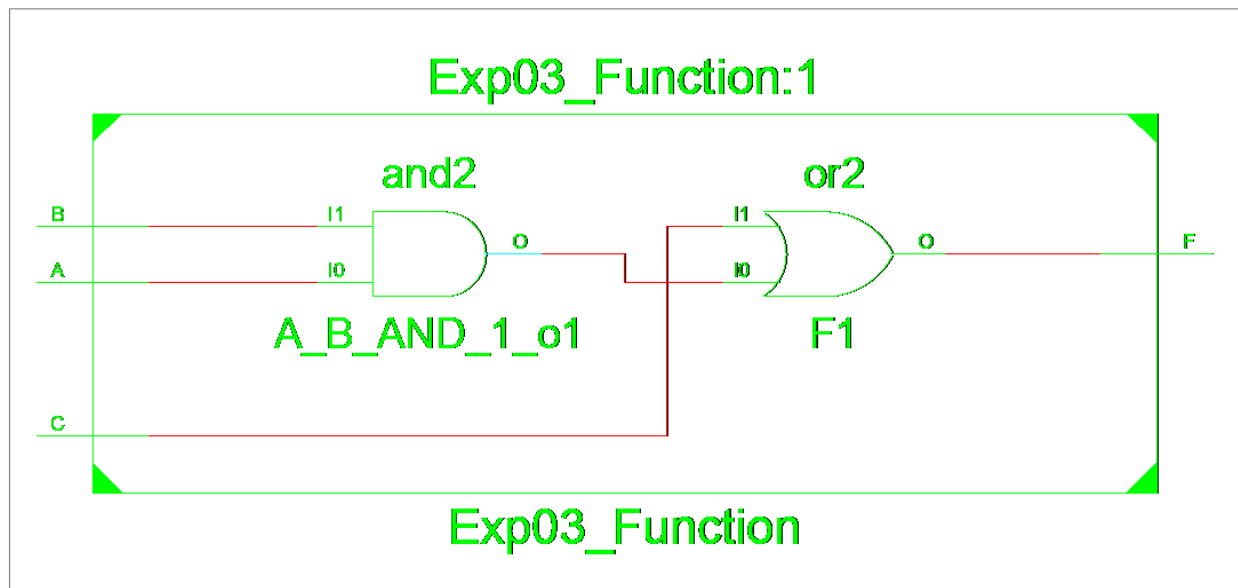 Exp03_Function:1
and2
or2
B
I1
O
I1
O
F
A
I0
I0
A_B_AND_1_o1
F1
C
Exp03_Function